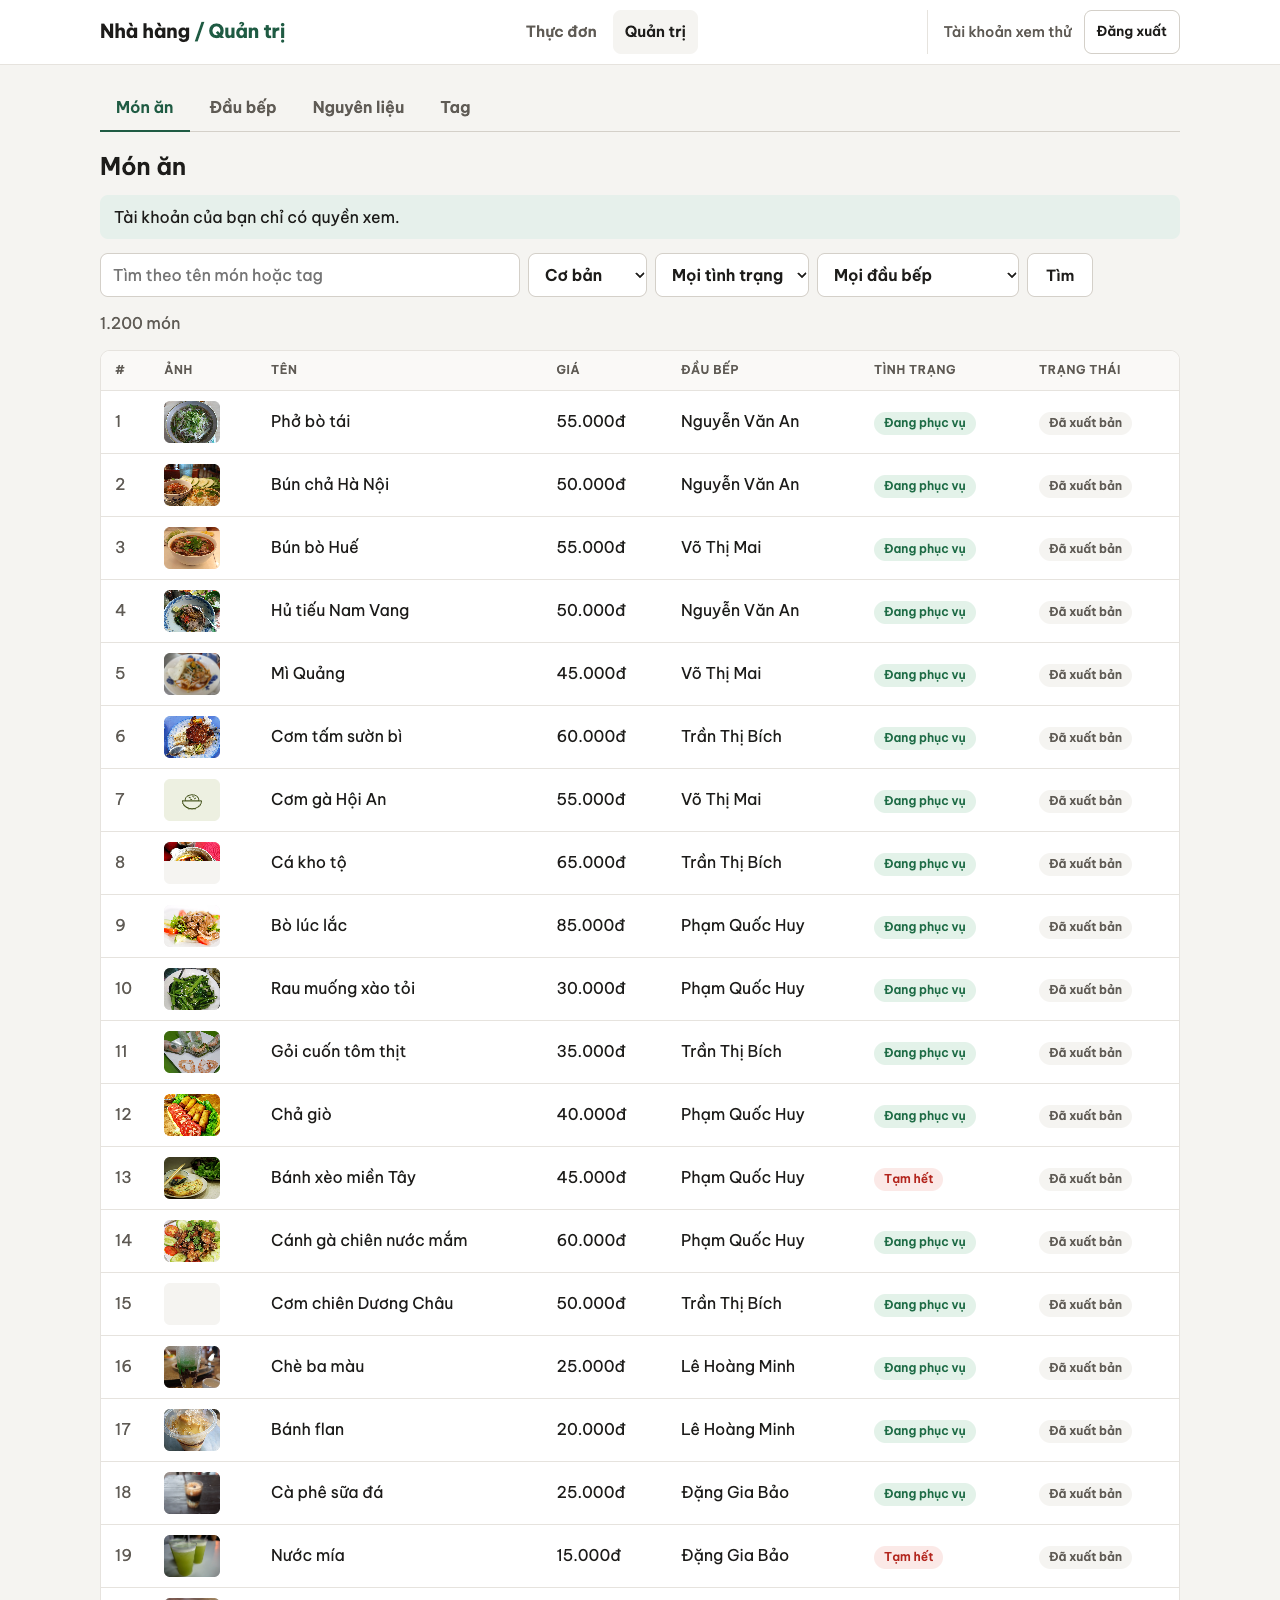 Nhà hàng / Quản trị
Thực đơn
Quản trị
Tài khoản xem thử
Đăng xuất
Món ăn
Đầu bếp
Nguyên liệu
Tag
Món ăn
Tài khoản của bạn chỉ có quyền xem.
Tìm theo tên món hoặc tag
Cơ bản
Mọi tình trạng
Mọi đầu bếp
Tìm
1.200 món
# ẢNH TÊN GIÁ ĐẦU BẾP TÌNH TRẠNG TRẠNG THÁI
1 Phở bò tái 55.000đ Nguyễn Văn An Đang phục vụ Đã xuất bản
2 Bún chả Hà Nội 50.000đ Nguyễn Văn An Đang phục vụ Đã xuất bản
3 Bún bò Huế 55.000đ Võ Thị Mai Đang phục vụ Đã xuất bản
4 Hủ tiếu Nam Vang 50.000đ Nguyễn Văn An Đang phục vụ Đã xuất bản
5 Mì Quảng 45.000đ Võ Thị Mai Đang phục vụ Đã xuất bản
6 Cơm tấm sườn bì 60.000đ Trần Thị Bích Đang phục vụ Đã xuất bản
7 Cơm gà Hội An 55.000đ Võ Thị Mai Đang phục vụ Đã xuất bản
8 Cá kho tộ 65.000đ Trần Thị Bích Đang phục vụ Đã xuất bản
9 Bò lúc lắc 85.000đ Phạm Quốc Huy Đang phục vụ Đã xuất bản
10 Rau muống xào tỏi 30.000đ Phạm Quốc Huy Đang phục vụ Đã xuất bản
11 Gỏi cuốn tôm thịt 35.000đ Trần Thị Bích Đang phục vụ Đã xuất bản
12 Chả giò 40.000đ Phạm Quốc Huy Đang phục vụ Đã xuất bản
13 Bánh xèo miền Tây 45.000đ Phạm Quốc Huy Tạm hết Đã xuất bản
14 Cánh gà chiên nước mắm 60.000đ Phạm Quốc Huy Đang phục vụ Đã xuất bản
15 Cơm chiên Dương Châu 50.000đ Trần Thị Bích Đang phục vụ Đã xuất bản
16 Chè ba màu 25.000đ Lê Hoàng Minh Đang phục vụ Đã xuất bản
17 Bánh flan 20.000đ Lê Hoàng Minh Đang phục vụ Đã xuất bản
18 Cà phê sữa đá 25.000đ Đặng Gia Bảo Đang phục vụ Đã xuất bản
19 Nước mía 15.000đ Đặng Gia Bảo Tạm hết Đã xuất bản